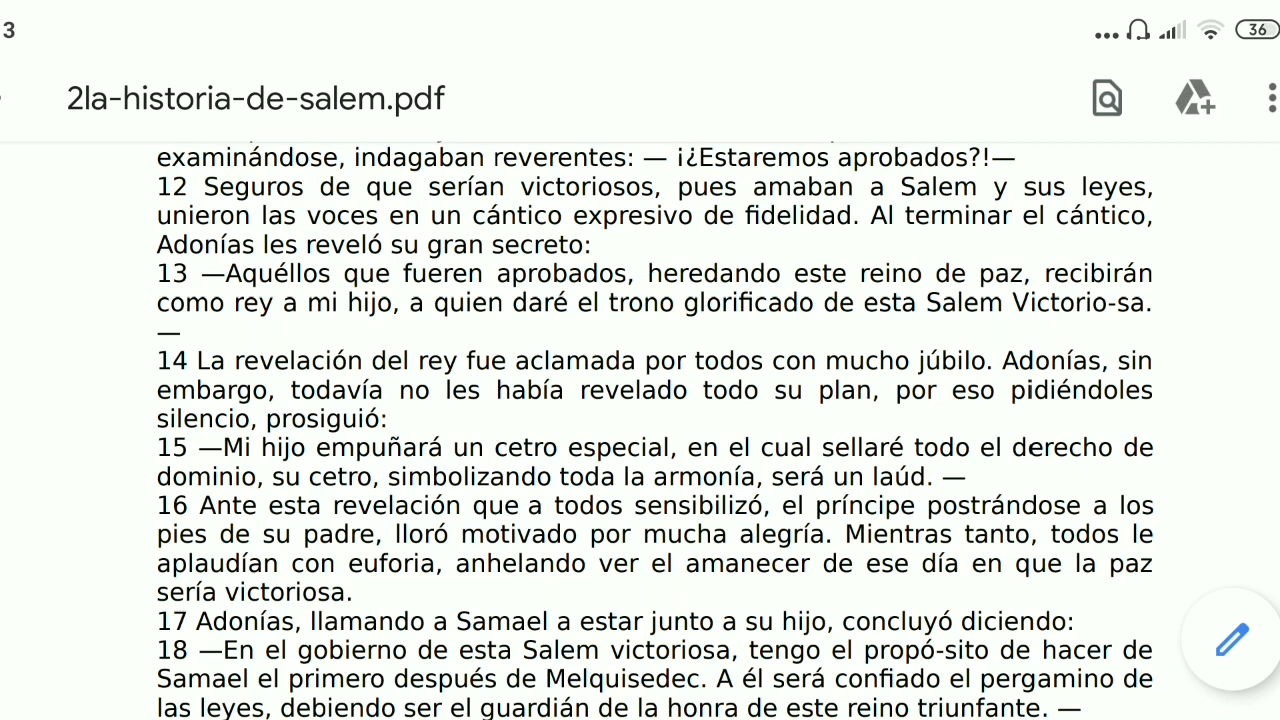 3
36
2la-historia-de-salem.pdf
examinándose, indagaban reverentes: — ¡¿Estaremos aprobados?!—
12 Seguros de que serían victoriosos, pues amaban a Salem y sus leyes,
unieron las voces en un cántico expresivo de fidelidad. Al terminar el cántico,
Adonías les reveló su gran secreto:
13 —Aquéllos que fueren aprobados, heredando este reino de paz, recibirán
como rey a mi hijo, a quien daré el trono glorificado de esta Salem Victorio-sa.
—
14 La revelación del rey fue aclamada por todos con mucho júbilo. Adonías, sin
embargo, todavía no les había revelado todo su plan, por eso pidiéndoles
silencio, prosiguió:
15 —Mi hijo empuñará un cetro especial, en el cual sellaré todo el derecho de
dominio, su cetro, simbolizando toda la armonía, será un laúd. —
16 Ante esta revelación que a todos sensibilizó, el príncipe postrándose a los
pies de su padre, lloró motivado por mucha alegría. Mientras tanto, todos le
aplaudían con euforia, anhelando ver el amanecer de ese día en que la paz
sería victoriosa.
17 Adonías, llamando a Samael a estar junto a su hijo, concluyó diciendo:
18 —En el gobierno de esta Salem victoriosa, tengo el propó-sito de hacer de
Samael el primero después de Melquisedec. A él será confiado el pergamino de
las leyes, debiendo ser el guardián de la honra de este reino triunfante. —